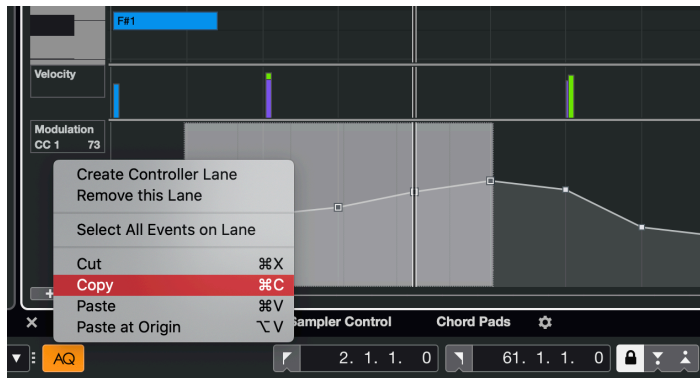 F#1
Velocity
Modulation
CC 1 73
Create Controller Lane
Remove this Lane
Select All Events on Lane
Cut ⌘X
Copy ⌘C
Paste ⌘V
Paste at Origin ⌥V
Sampler Control Chord Pads
AQ 2. 1. 1. 0 61. 1. 1. 0